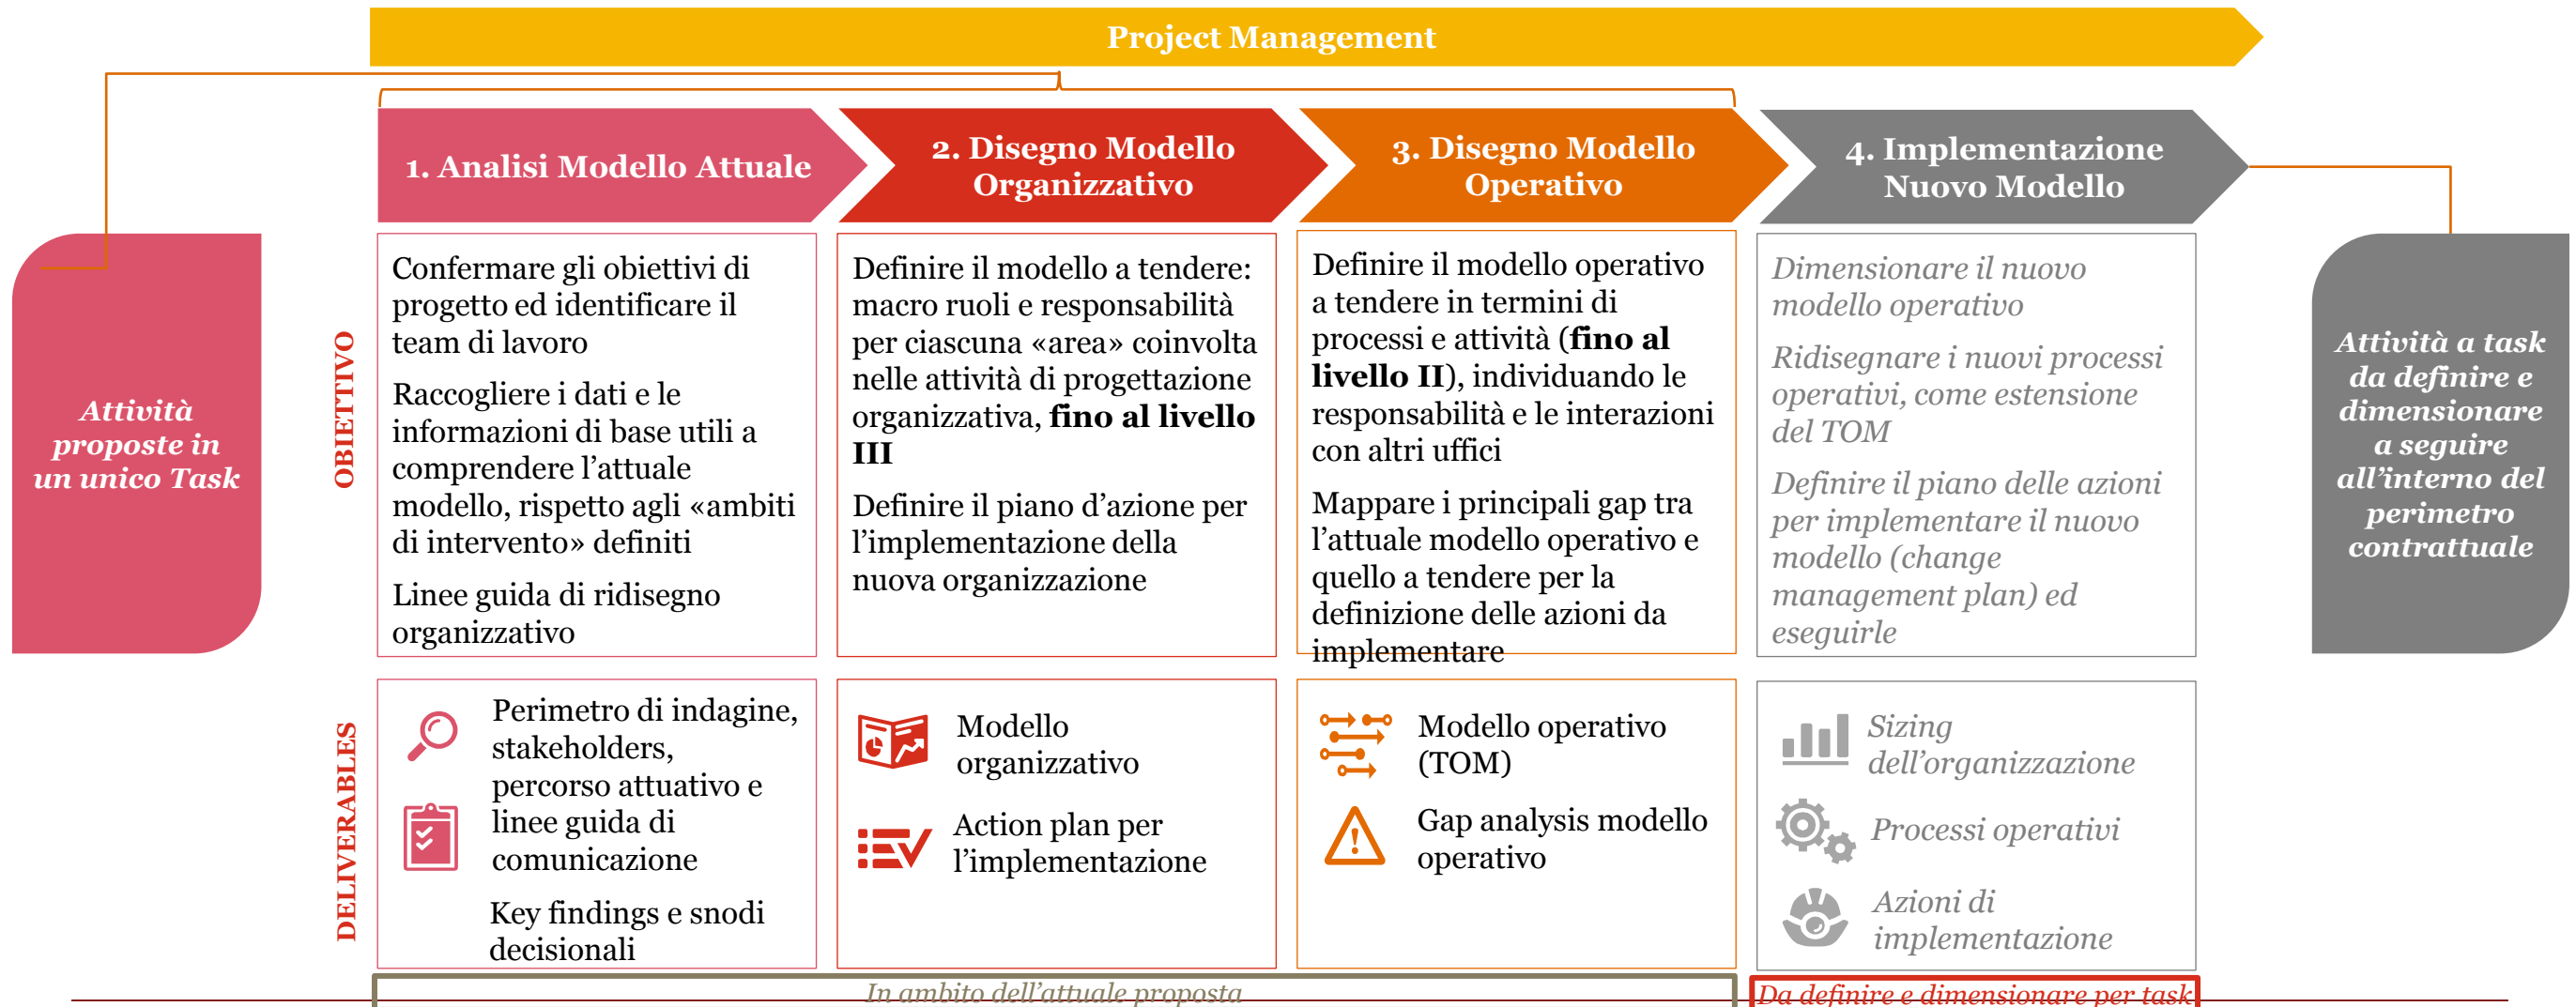 Project Management
1. Analisi Modello Attuale
2. Disegno Modello
Organizzativo
3. Disegno Modello
Operativo
4. Implementazione
Nuovo Modello
Attività
proposte in
un unico Task
OBIETTIVO
Confermare gli obiettivi di
progetto ed identificare il
team di lavoro
Raccogliere i dati e le
informazioni di base utili a
comprendere l'attuale
modello, rispetto agli «ambiti
di intervento» definiti
Linee guida di ridisegno
organizzativo
Definire il modello a tendere:
macro ruoli e responsabilità
per ciascuna «area» coinvolta
nelle attività di progettazione
organizzativa, fino al livello
III
Definire il piano d'azione per
l'implementazione della
nuova organizzazione
Definire il modello operativo
a tendere in termini di
processi e attività (fino al
livello II), individuando le
responsabilità e le interazioni
con altri uffici
Mappare i principali gap tra
l'attuale modello operativo e
quello a tendere per la
definizione delle azioni da
implementare
Dimensionare il nuovo
modello operativo
Ridisegnare i nuovi processi
operativi, come estensione
del TOM
Definire il piano delle azioni
per implementare il nuovo
modello (change
management plan) ed
eseguirle
Attività a task
da definire e
dimensionare
a seguire
all'interno del
perimetro
contrattuale
DELIVERABLES
Perimetro di indagine,
stakeholders,
percorso attuativo e
linee guida di
comunicazione
Key findings e snodi
decisionali
Modello
organizzativo
Action plan per
l'implementazione
Modello operativo
(TOM)
Gap analysis modello
operativo
Sizing
dell'organizzazione
Processi operativi
Azioni di
implementazione
In ambito dell'attuale proposta
Da definire e dimensionare per task